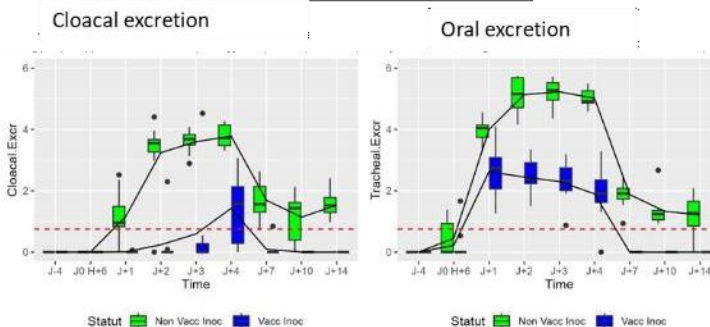 Cloacal excretion
Oral excretion
Cloacal.Excr
6
4
2
0
J-4 J0 H+6 J+1 J+2 J+3 J+4 J+7 J+10 J+14
Time
Statut Non Vacc Inoc Vacc Inoc
Tracheal.Excr
6
4
2
0
J-4 J0 H+6 J+1 J+2 J+3 J+4 J+7 J+10 J+14
Time
Statut Non Vacc Inoc Vacc Inoc